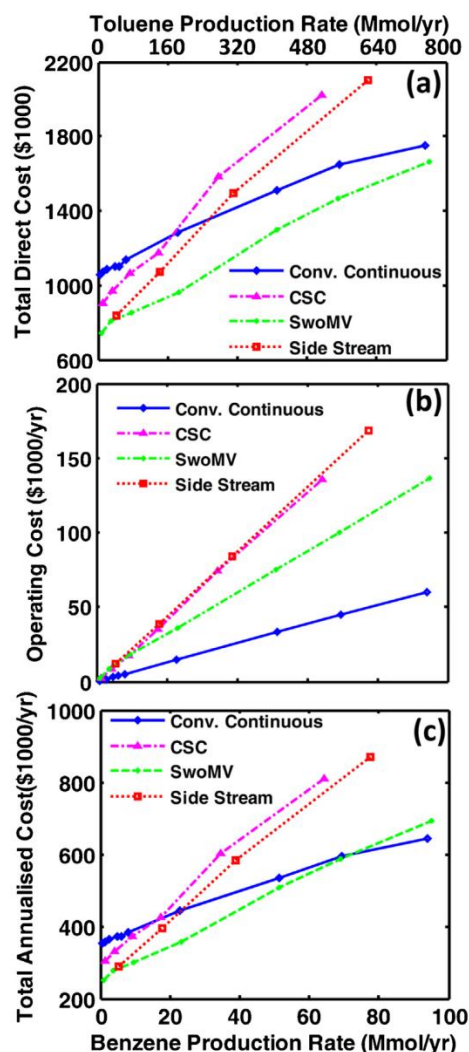 Toluene Production Rate (Mmol/yr)
0 160 320 480 640 800
(a)
Total Direct Cost ($1000)
2200
1800
1400
1000
600
Conv. Continuous
CSC
SwoMV
Side Stream
(b)
Operating Cost ($1000/yr)
200
150
100
50
0
Conv. Continuous
CSC
SwoMV
Side Stream
(c)
Total Annualised Cost($1000/yr)
1000
800
600
400
200
Conv. Continuous
CSC
SwoMV
Side Stream
0 20 40 60 80 100
Benzene Production Rate (Mmol/yr)